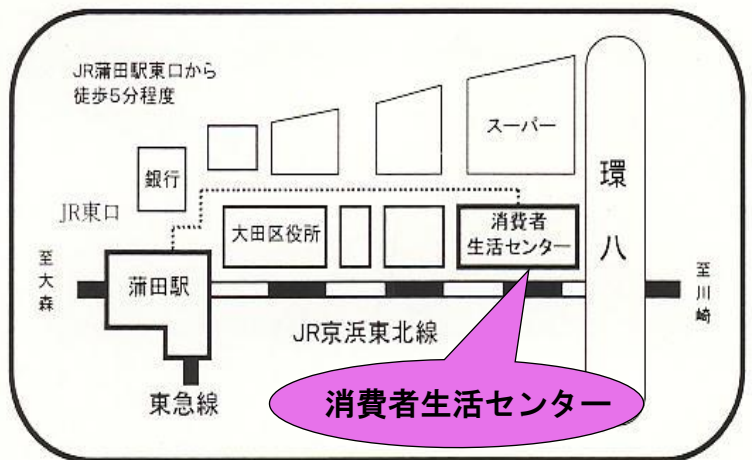 JR蒲田駅東口から
徒歩5分程度
スーパー
銀行
環八
JR東口
大田区役所
消費者
生活センター
至大森
蒲田駅
至川崎
JR京浜東北線
東急線
消費者生活センター